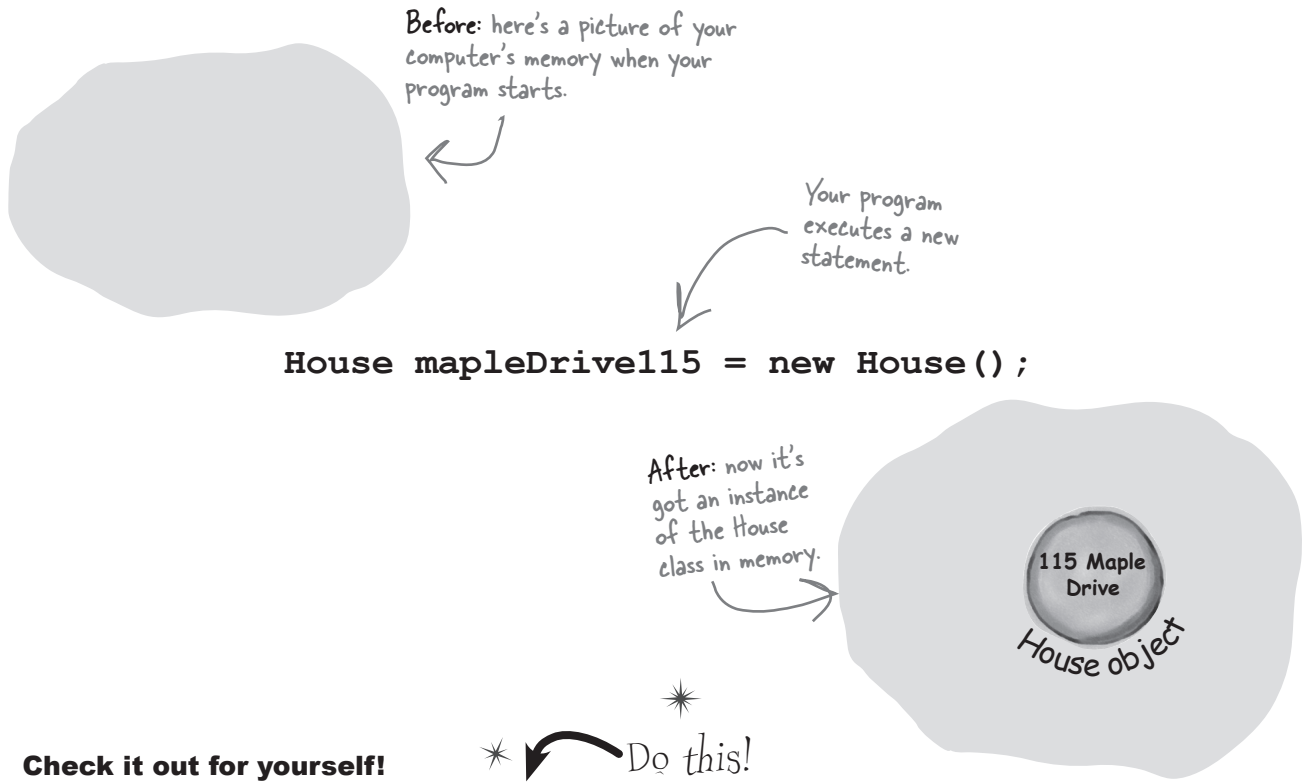 Before: here's a picture of your
computer's memory when your
program starts.
Your program
executes a new
statement.
House mapleDrive115 = new House();
After: now it's
got an instance
of the House
class in memory.
115 Maple
Drive
House object
Do this!
Check it out for yourself!